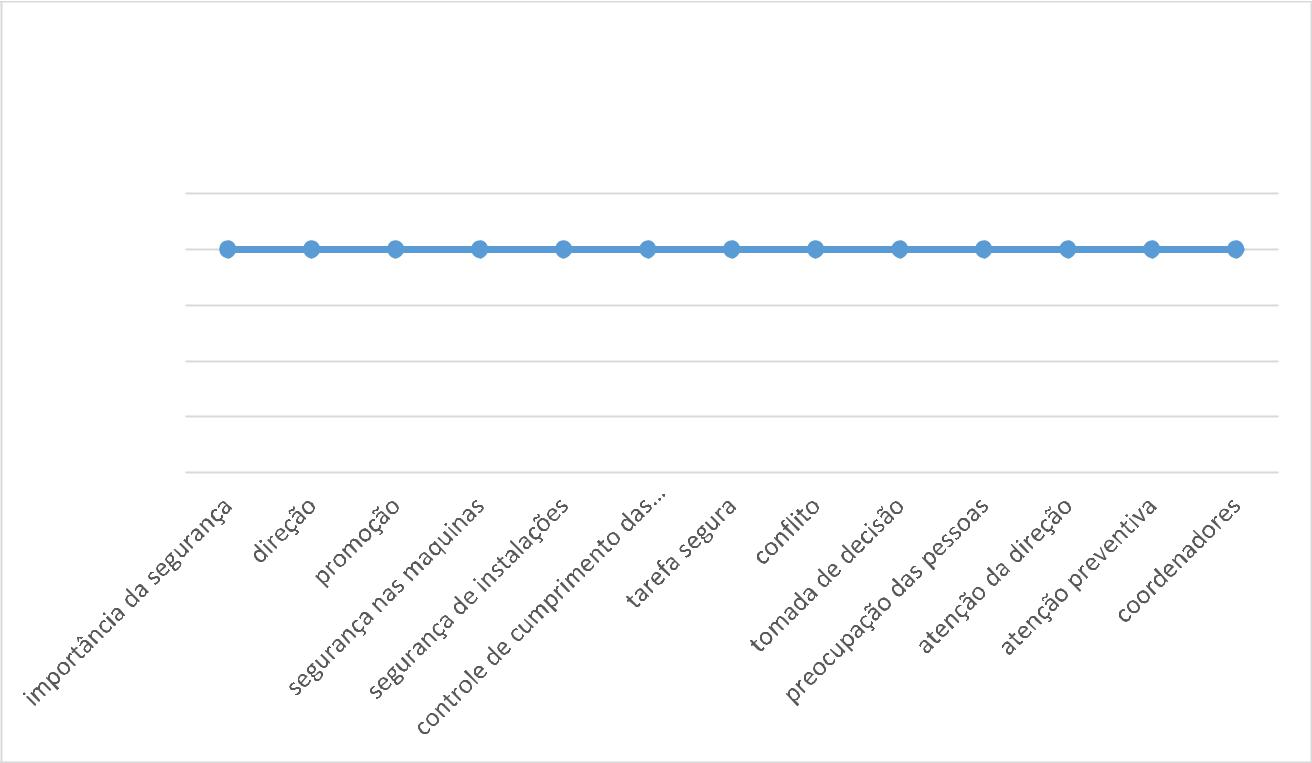 importância da segurança
direção
promoção
segurança nas maquinas
segurança de instalações
controle de cumprimento das...
tarefa segura
conflito
tomada de decisão
preocupação das pessoas
atenção da direção
atenção preventiva
coordenadores